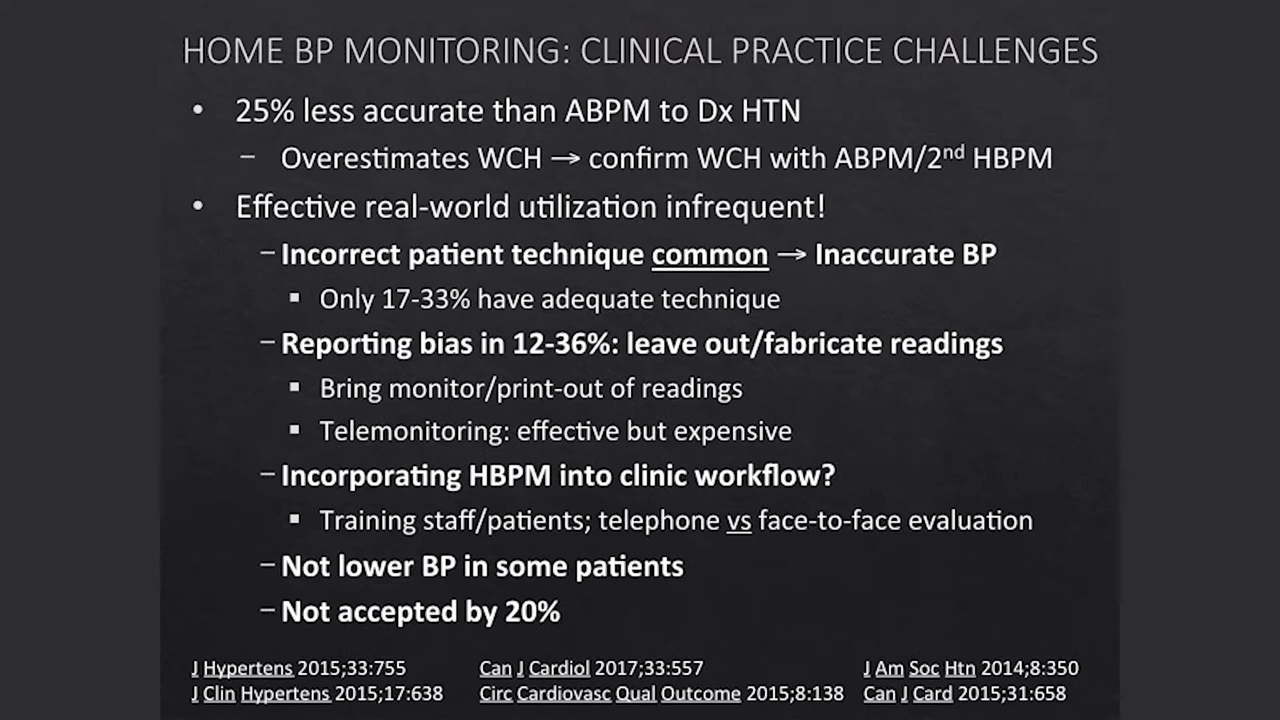 HOME BP MONITORING: CLINICAL PRACTICE CHALLENGES
• 25% less accurate than ABPM to Dx HTN
– Overestimates WCH → confirm WCH with ABPM/2nd HBPM
• Effective real-world utilization infrequent!
– Incorrect patient technique common → Inaccurate BP
▪ Only 17-33% have adequate technique
– Reporting bias in 12-36%: leave out/fabricate readings
▪ Bring monitor/print-out of readings
▪ Telemonitoring: effective but expensive
– Incorporating HBPM into clinic workflow?
▪ Training staff/patients; telephone vs face-to-face evaluation
– Not lower BP in some patients
– Not accepted by 20%
J Hypertens 2015;33:755 Can J Cardiol 2017;33:557 J Am Soc Htn 2014;8:350
J Clin Hypertens 2015;17:638 Circ Cardiovasc Qual Outcome 2015;8:138 Can J Card 2015;31:658